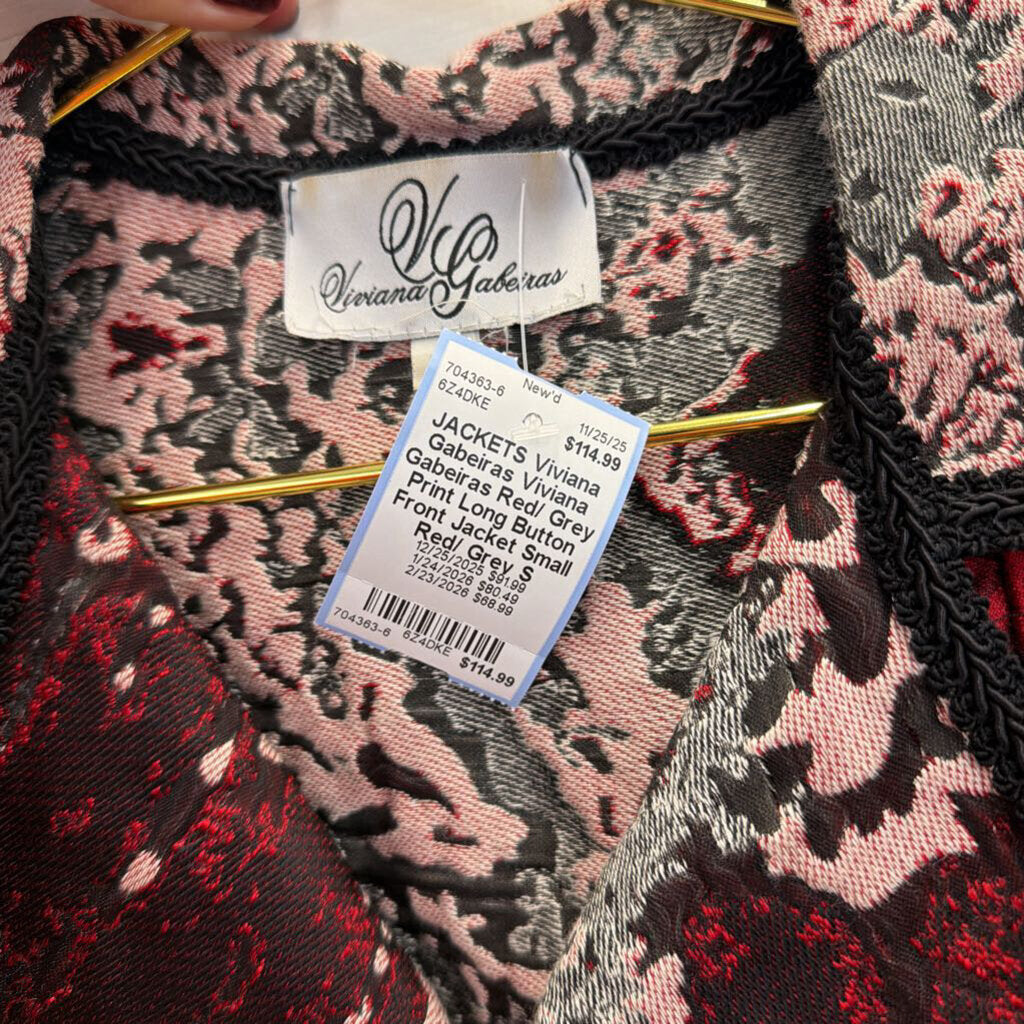 VG
Viviana Gabeiras
704363-6 New'd 11/25/25
6Z4DKE $114.99
JACKETS Viviana
Gabeiras Viviana
Gabeiras Red/ Grey
Print Long Button
Front Jacket Small
Red/ Grey S
12/25/2025 $91.99
1/24/2026 $80.49
2/23/2026 $68.99
704363-6 6Z4DKE $114.99